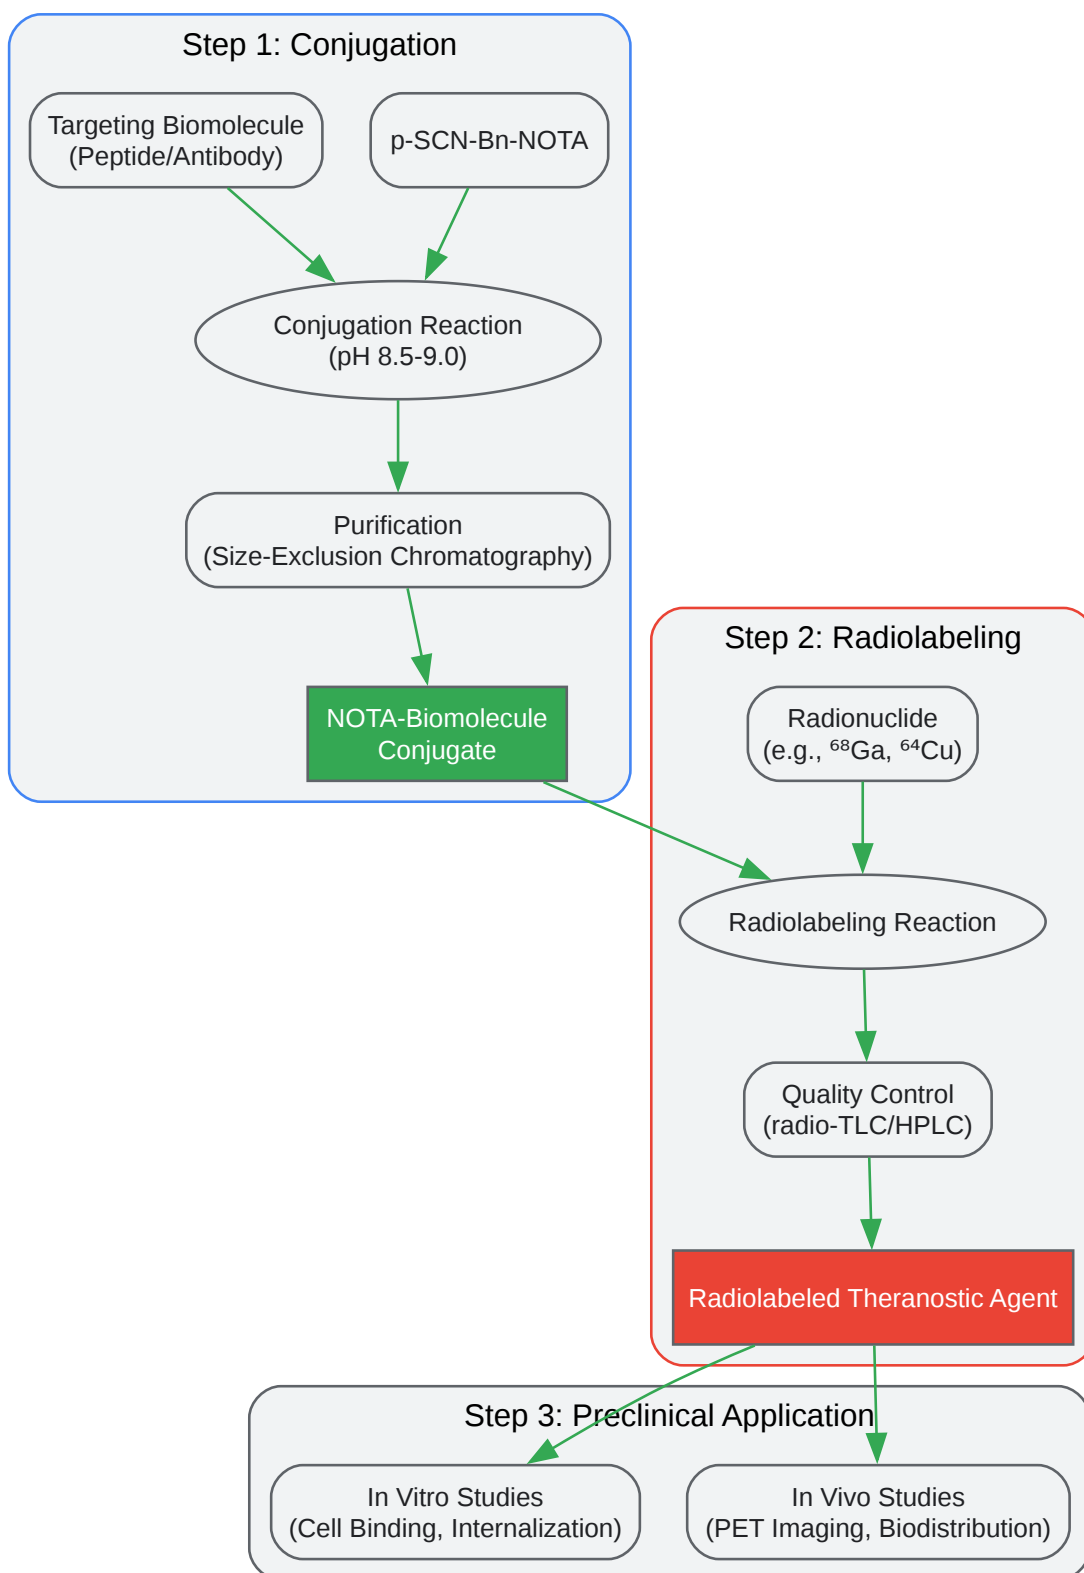 Step 1: Conjugation
Targeting Biomolecule
(Peptide/Antibody)
p-SCN-Bn-NOTA
Conjugation Reaction
(pH 8.5-9.0)
Purification
(Size-Exclusion Chromatography)
NOTA-Biomolecule
Conjugate
Step 2: Radiolabeling
Radionuclide
(e.g., ⁶⁸Ga, ⁶⁴Cu)
Radiolabeling Reaction
Quality Control
(radio-TLC/HPLC)
Radiolabeled Theranostic Agent
Step 3: Preclinical Application
In Vitro Studies
(Cell Binding, Internalization)
In Vivo Studies
(PET Imaging, Biodistribution)